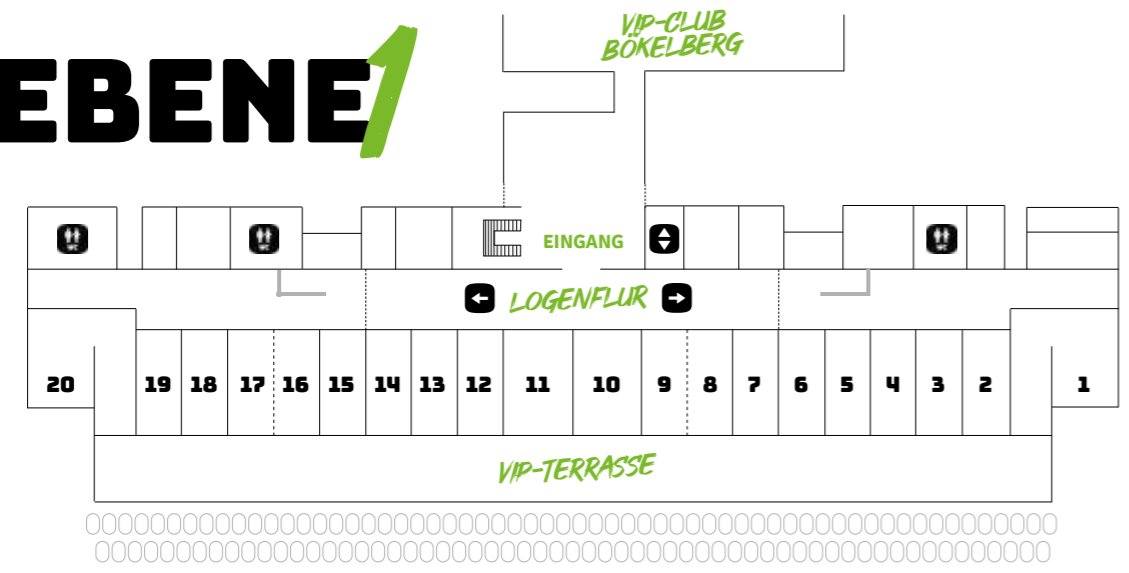 VIP-CLUB
BÖKELBERG
EBENE1
EINGANG
LOGENFLUR
20 19 18 17 16 15 14 13 12 11 10 9 8 7 6 5 4 3 2 1
VIP-TERRASSE